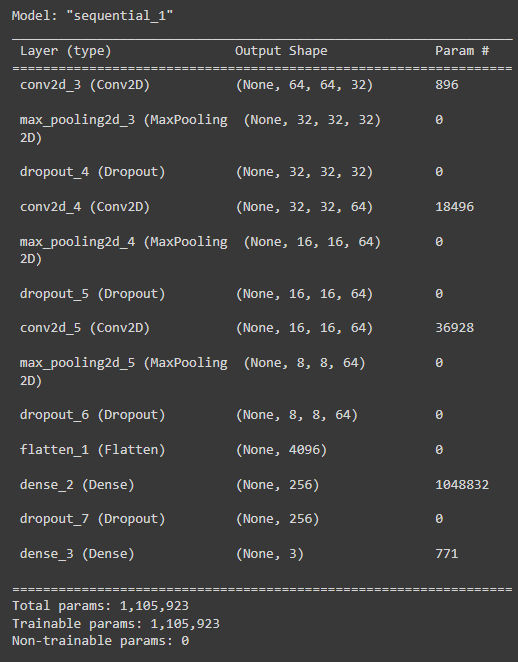 Model: "sequential_1"
Layer (type) Output Shape Param #
conv2d_3 (Conv2D) (None, 64, 64, 32) 896
max_pooling2d_3 (MaxPooling (None, 32, 32, 32) 0
2D)
dropout_4 (Dropout) (None, 32, 32, 32) 0
conv2d_4 (Conv2D) (None, 32, 32, 64) 18496
max_pooling2d_4 (MaxPooling (None, 16, 16, 64) 0
2D)
dropout_5 (Dropout) (None, 16, 16, 64) 0
conv2d_5 (Conv2D) (None, 16, 16, 64) 36928
max_pooling2d_5 (MaxPooling (None, 8, 8, 64) 0
2D)
dropout_6 (Dropout) (None, 8, 8, 64) 0
flatten_1 (Flatten) (None, 4096) 0
dense_2 (Dense) (None, 256) 1048832
dropout_7 (Dropout) (None, 256) 0
dense_3 (Dense) (None, 3) 771
Total params: 1,105,923
Trainable params: 1,105,923
Non-trainable params: 0